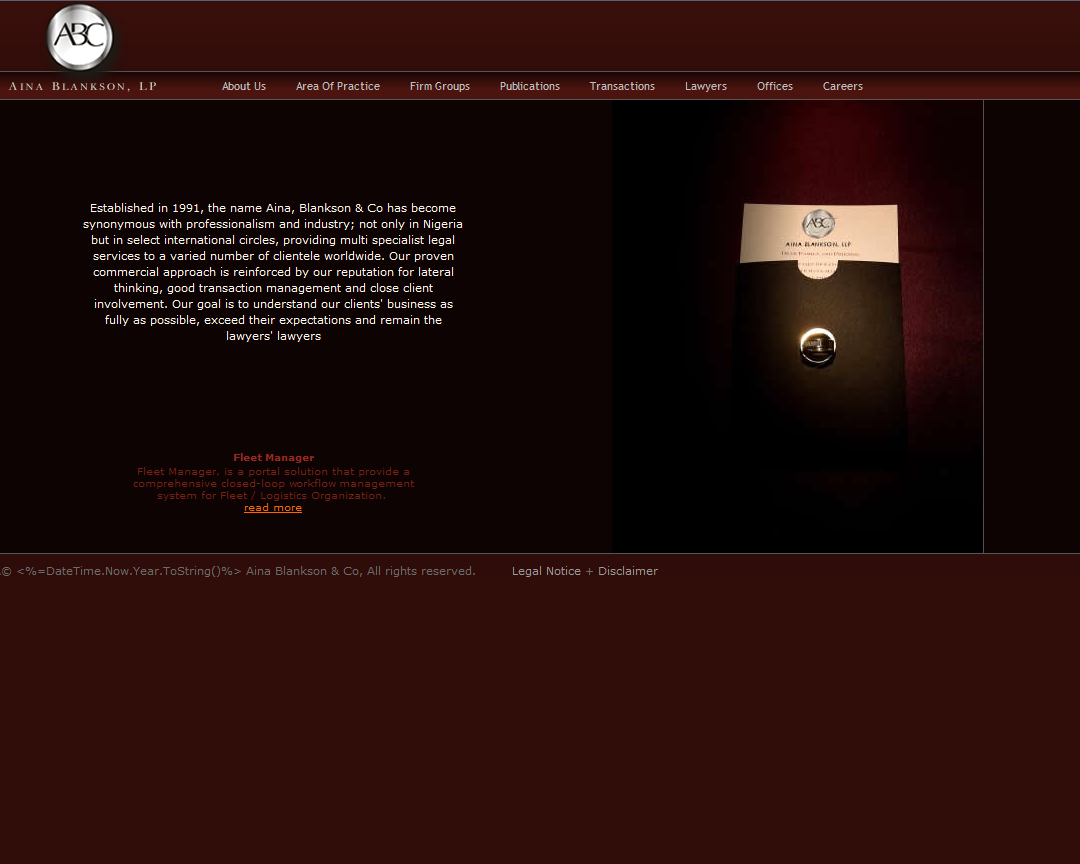 ABC
AINA BLANKSON, LP
About Us Area Of Practice Firm Groups Publications Transactions Lawyers Offices Careers
Established in 1991, the name Aina, Blankson & Co has become
synonymous with professionalism and industry; not only in Nigeria
but in select international circles, providing multi specialist legal
services to a varied number of clientele worldwide. Our proven
commercial approach is reinforced by our reputation for lateral
thinking, good transaction management and close client
involvement. Our goal is to understand our clients' business as
fully as possible, exceed their expectations and remain the
lawyers' lawyers
ABC
AINA BLANKSON, LLP
Fleet Manager
Fleet Manager, is a portal solution that provide a
comprehensive closed-loop workflow management
system for Fleet / Logistics Organization.
read more
© <%=DateTime.Now.Year.ToString()%> Aina Blankson & Co, All rights reserved. Legal Notice + Disclaimer